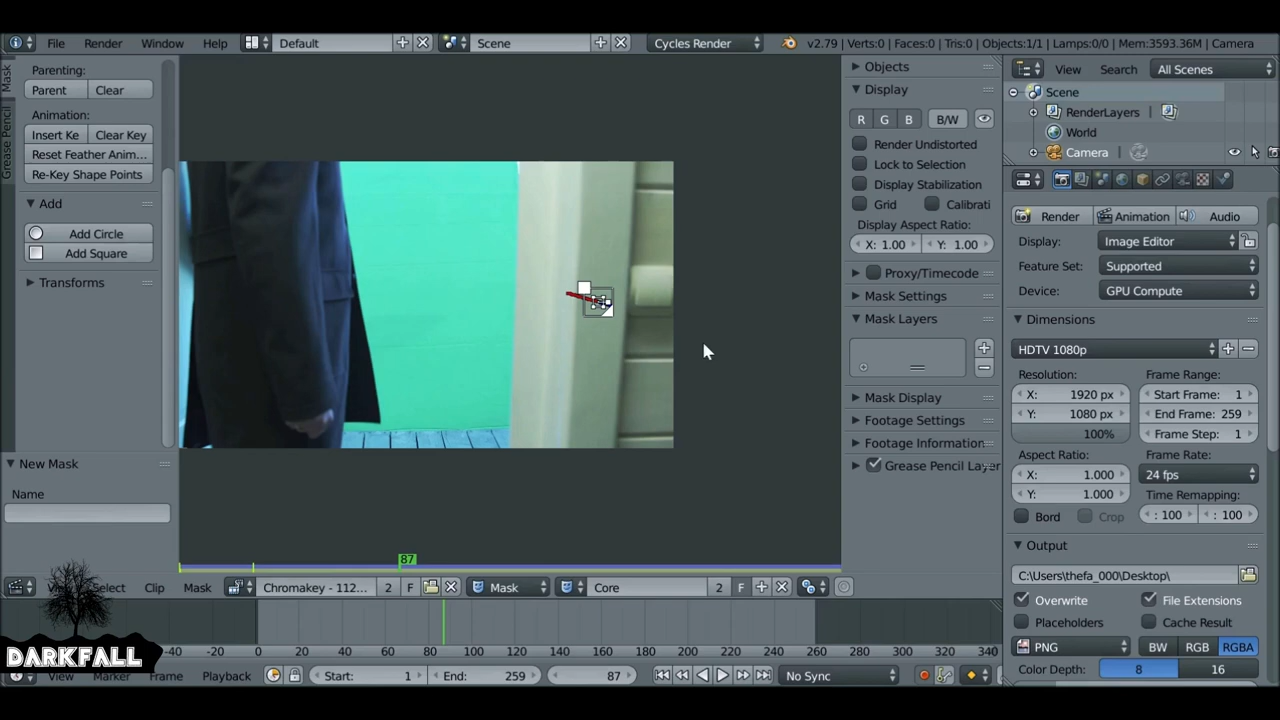 File Render Window Help Default Scene Cycles Render v2.79 | Verts:0 | Faces:0 | Tris:0 | Objects:1/1 | Lamps:0/0 | Mem:3593.36M | Camera
Mask
Grease Pencil
Parenting:
Parent Clear
Animation:
Insert Ke Clear Key
Reset Feather Anim...
Re-Key Shape Points
Add
Add Circle
Add Square
Transforms
New Mask
Name
Objects
Display
R G B B/W
Render Undistorted
Lock to Selection
Display Stabilization
Grid Calibrati
Display Aspect Ratio:
X: 1.00 Y: 1.00
Proxy/Timecode
Mask Settings
Mask Layers
Mask Display
Footage Settings
Footage Information
Grease Pencil Layer
View Search All Scenes
Scene
RenderLayers
World
Camera
Render Animation Audio
Display: Image Editor
Feature Set: Supported
Device: GPU Compute
Dimensions
HDTV 1080p
Resolution: Frame Range:
X: 1920 px Start Frame: 1
Y: 1080 px End Frame: 259
100% Frame Step: 1
Aspect Ratio: Frame Rate:
X: 1.000 24 fps
Y: 1.000 Time Remapping:
Bord Crop : 100 : 100
Output
C:\Users\thefa_000\Desktop\
Overwrite File Extensions
Placeholders Cache Result
PNG BW RGB RGBA
Color Depth: 8 16
87
Select Clip Mask Chromakey - 112... 2 F Mask Core 2 F
-40 -20 0 20 40 60 80 100 120 140 160 180 200 220 240 260 280 300 320 340
View Marker Frame Playback Start: 1 End: 259 87 No Sync
DARKFALL